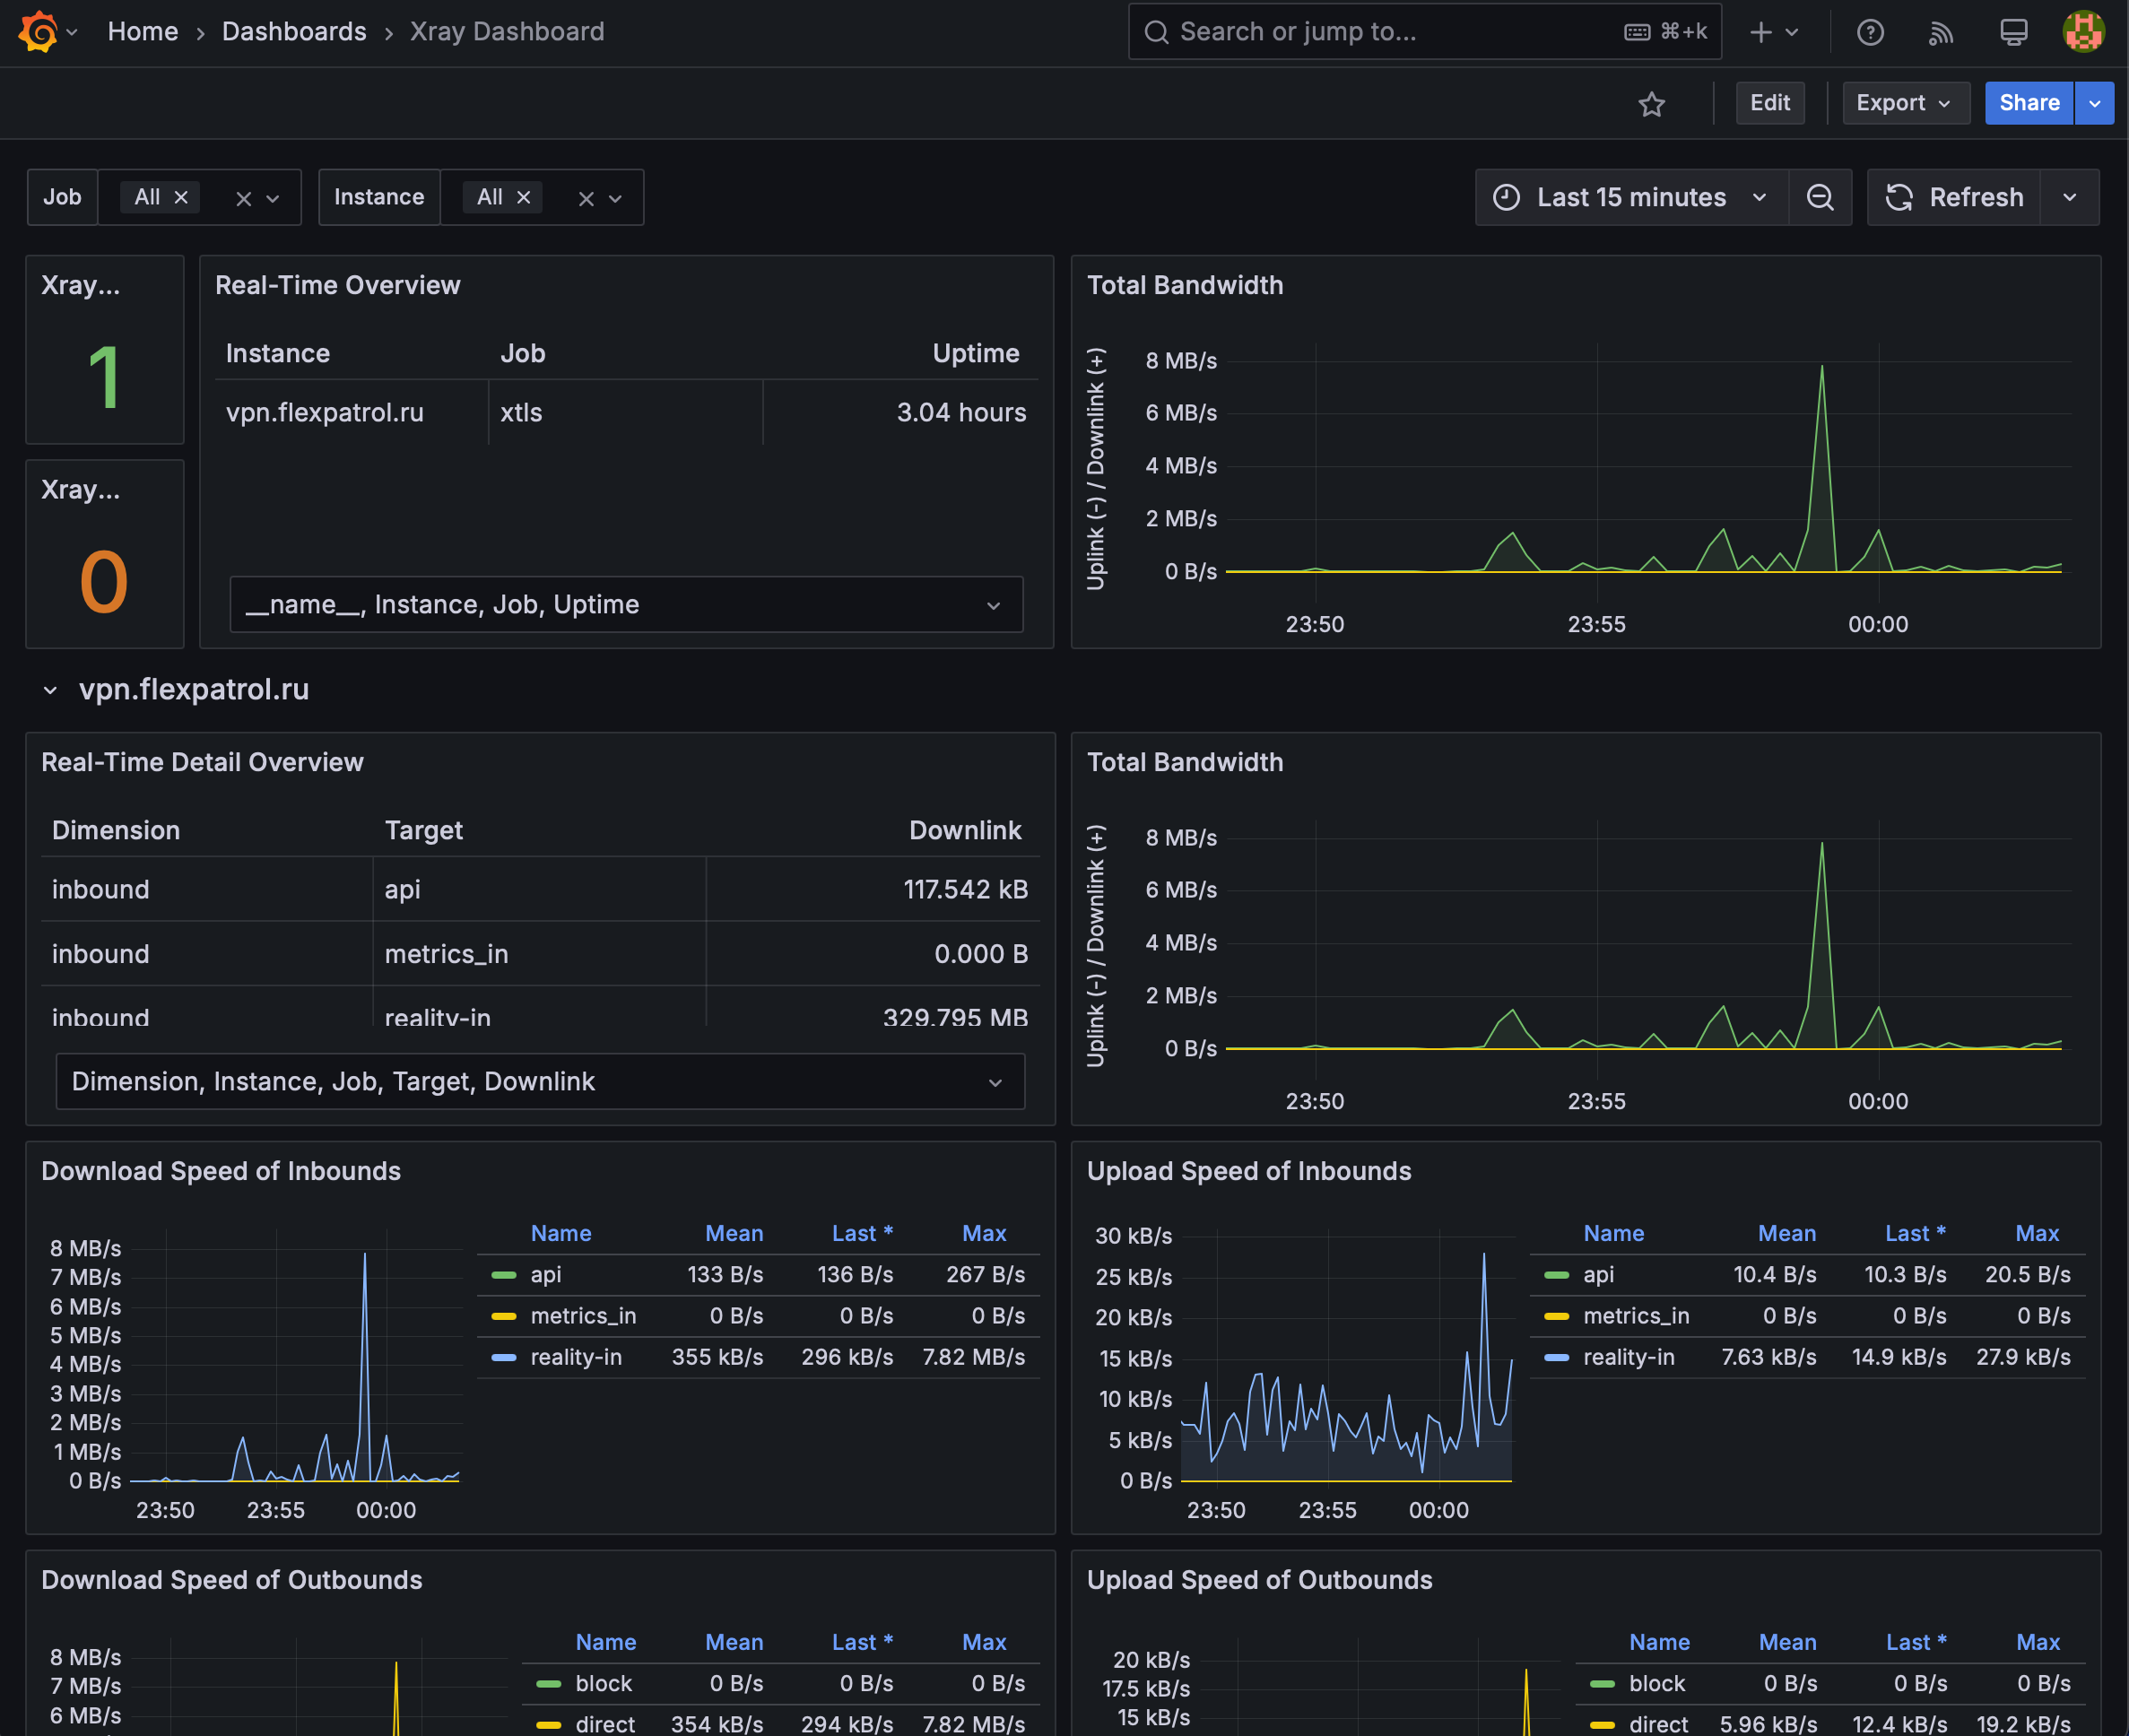 Home › Dashboards › Xray Dashboard
Search or jump to...
⌘+k
Edit
Export
Share
Job
All
Instance
All
Last 15 minutes
Refresh
Xray...
1
Xray...
0
Real-Time Overview
Instance Job Uptime
vpn.flexpatrol.ru xtls 3.04 hours
__name__, Instance, Job, Uptime
Total Bandwidth
Uplink (-) / Downlink (+)
8 MB/s
6 MB/s
4 MB/s
2 MB/s
0 B/s
23:50 23:55 00:00
vpn.flexpatrol.ru
Real-Time Detail Overview
Dimension Target Downlink
inbound api 117.542 kB
inbound metrics_in 0.000 B
inbound reality-in 329.795 MB
Dimension, Instance, Job, Target, Downlink
Total Bandwidth
Uplink (-) / Downlink (+)
8 MB/s
6 MB/s
4 MB/s
2 MB/s
0 B/s
23:50 23:55 00:00
Download Speed of Inbounds
8 MB/s
7 MB/s
6 MB/s
5 MB/s
4 MB/s
3 MB/s
2 MB/s
1 MB/s
0 B/s
23:50 23:55 00:00
Name Mean Last * Max
api 133 B/s 136 B/s 267 B/s
metrics_in 0 B/s 0 B/s 0 B/s
reality-in 355 kB/s 296 kB/s 7.82 MB/s
Upload Speed of Inbounds
30 kB/s
25 kB/s
20 kB/s
15 kB/s
10 kB/s
5 kB/s
0 B/s
23:50 23:55 00:00
Name Mean Last * Max
api 10.4 B/s 10.3 B/s 20.5 B/s
metrics_in 0 B/s 0 B/s 0 B/s
reality-in 7.63 kB/s 14.9 kB/s 27.9 kB/s
Download Speed of Outbounds
8 MB/s
7 MB/s
6 MB/s
Name Mean Last * Max
block 0 B/s 0 B/s 0 B/s
direct 354 kB/s 294 kB/s 7.82 MB/s
Upload Speed of Outbounds
20 kB/s
17.5 kB/s
15 kB/s
Name Mean Last * Max
block 0 B/s 0 B/s 0 B/s
direct 5.96 kB/s 12.4 kB/s 19.2 kB/s